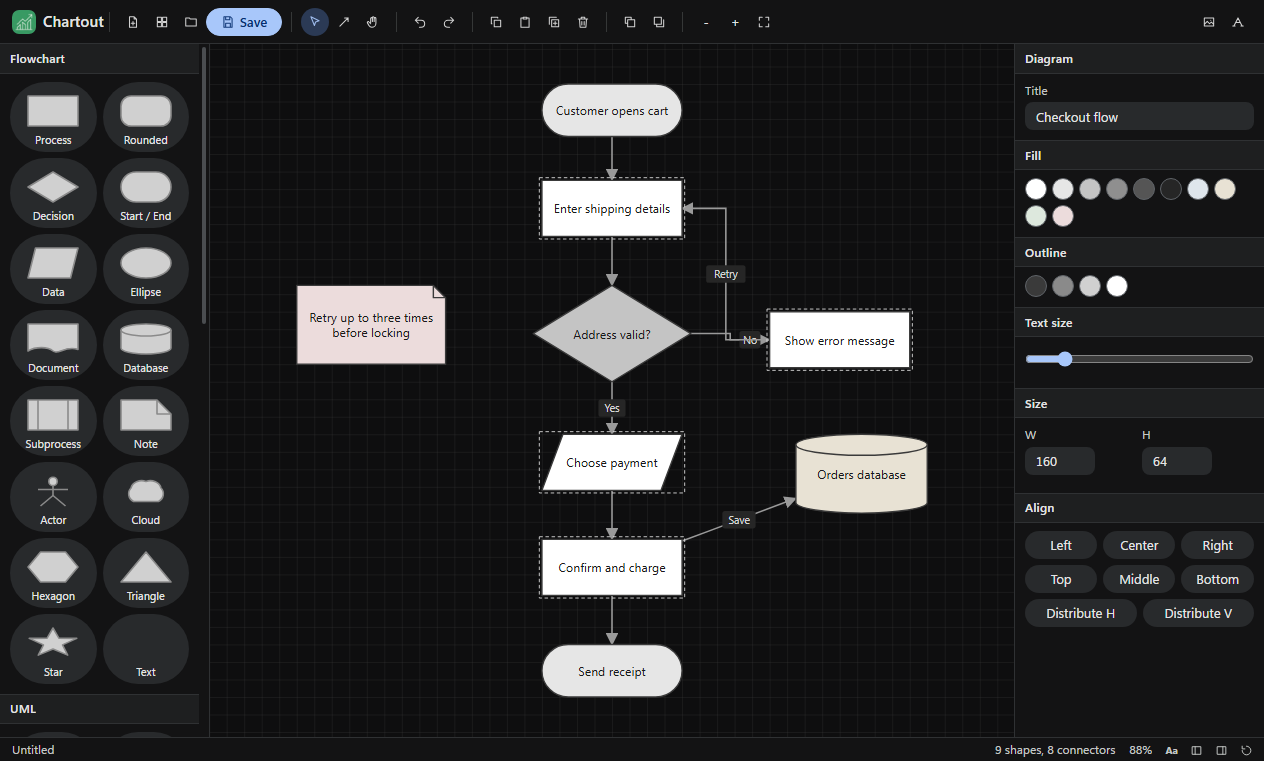 Chartout
Save
Flowchart
Process
Rounded
Decision
Start / End
Data
Ellipse
Document
Database
Subprocess
Note
Actor
Cloud
Hexagon
Triangle
Star
Text
UML
Customer opens cart
Enter shipping details
Retry
Retry up to three times
before locking
Address valid?
No
Show error message
Yes
Choose payment
Orders database
Save
Confirm and charge
Send receipt
Diagram
Title
Checkout flow
Fill
Outline
Text size
Size
W
H
160
64
Align
Left
Center
Right
Top
Middle
Bottom
Distribute H
Distribute V
Untitled
9 shapes, 8 connectors
88%
Aa